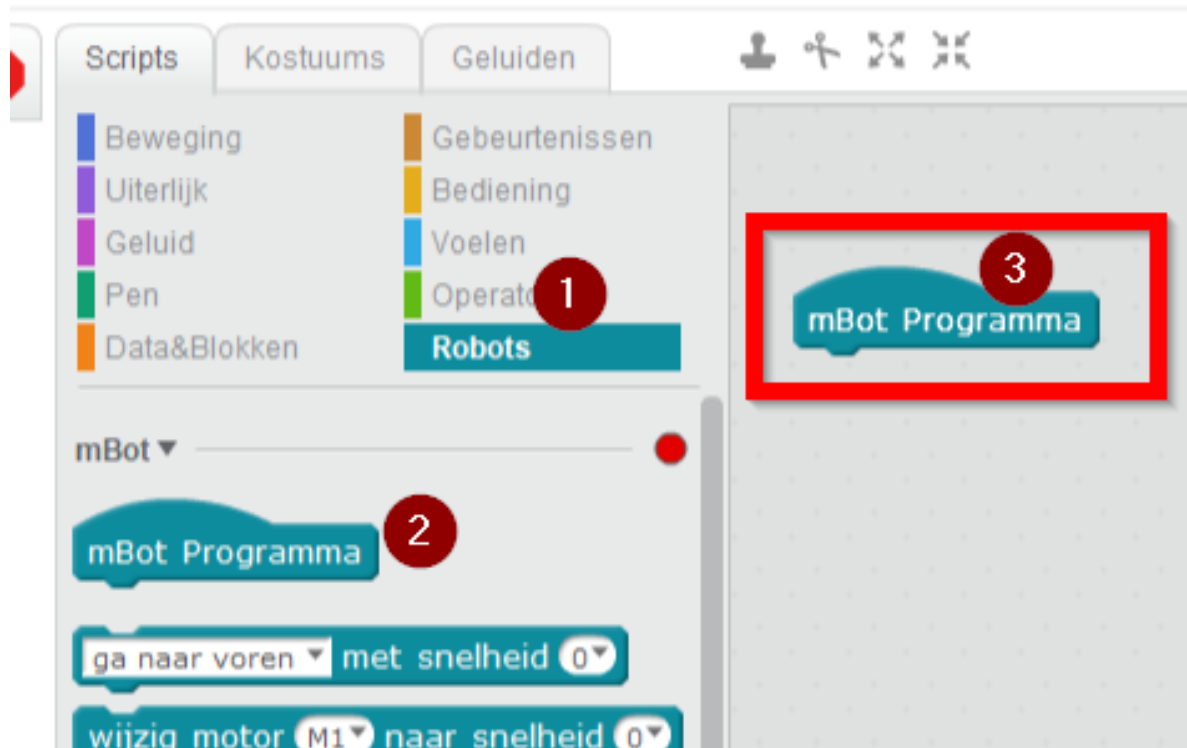 Scripts
Kostuums
Geluiden
Beweging
Gebeurtenissen
Uiterlijk
Bediening
Geluid
Voelen
Pen
1
Data&Blokken
Robots
3
mBot Programma
mBot
2
mBot Programma
ga naar voren met snelheid 0
wijzig motor M1 naar snelheid 0